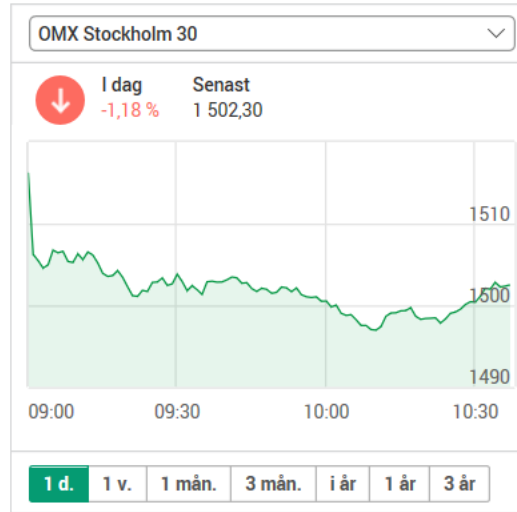 OMX Stockholm 30
I dag Senast
-1,18 % 1 502,30
1510
1500
1490
09:00 09:30 10:00 10:30
1 d. 1 v. 1 mån. 3 mån. i år 1 år 3 år